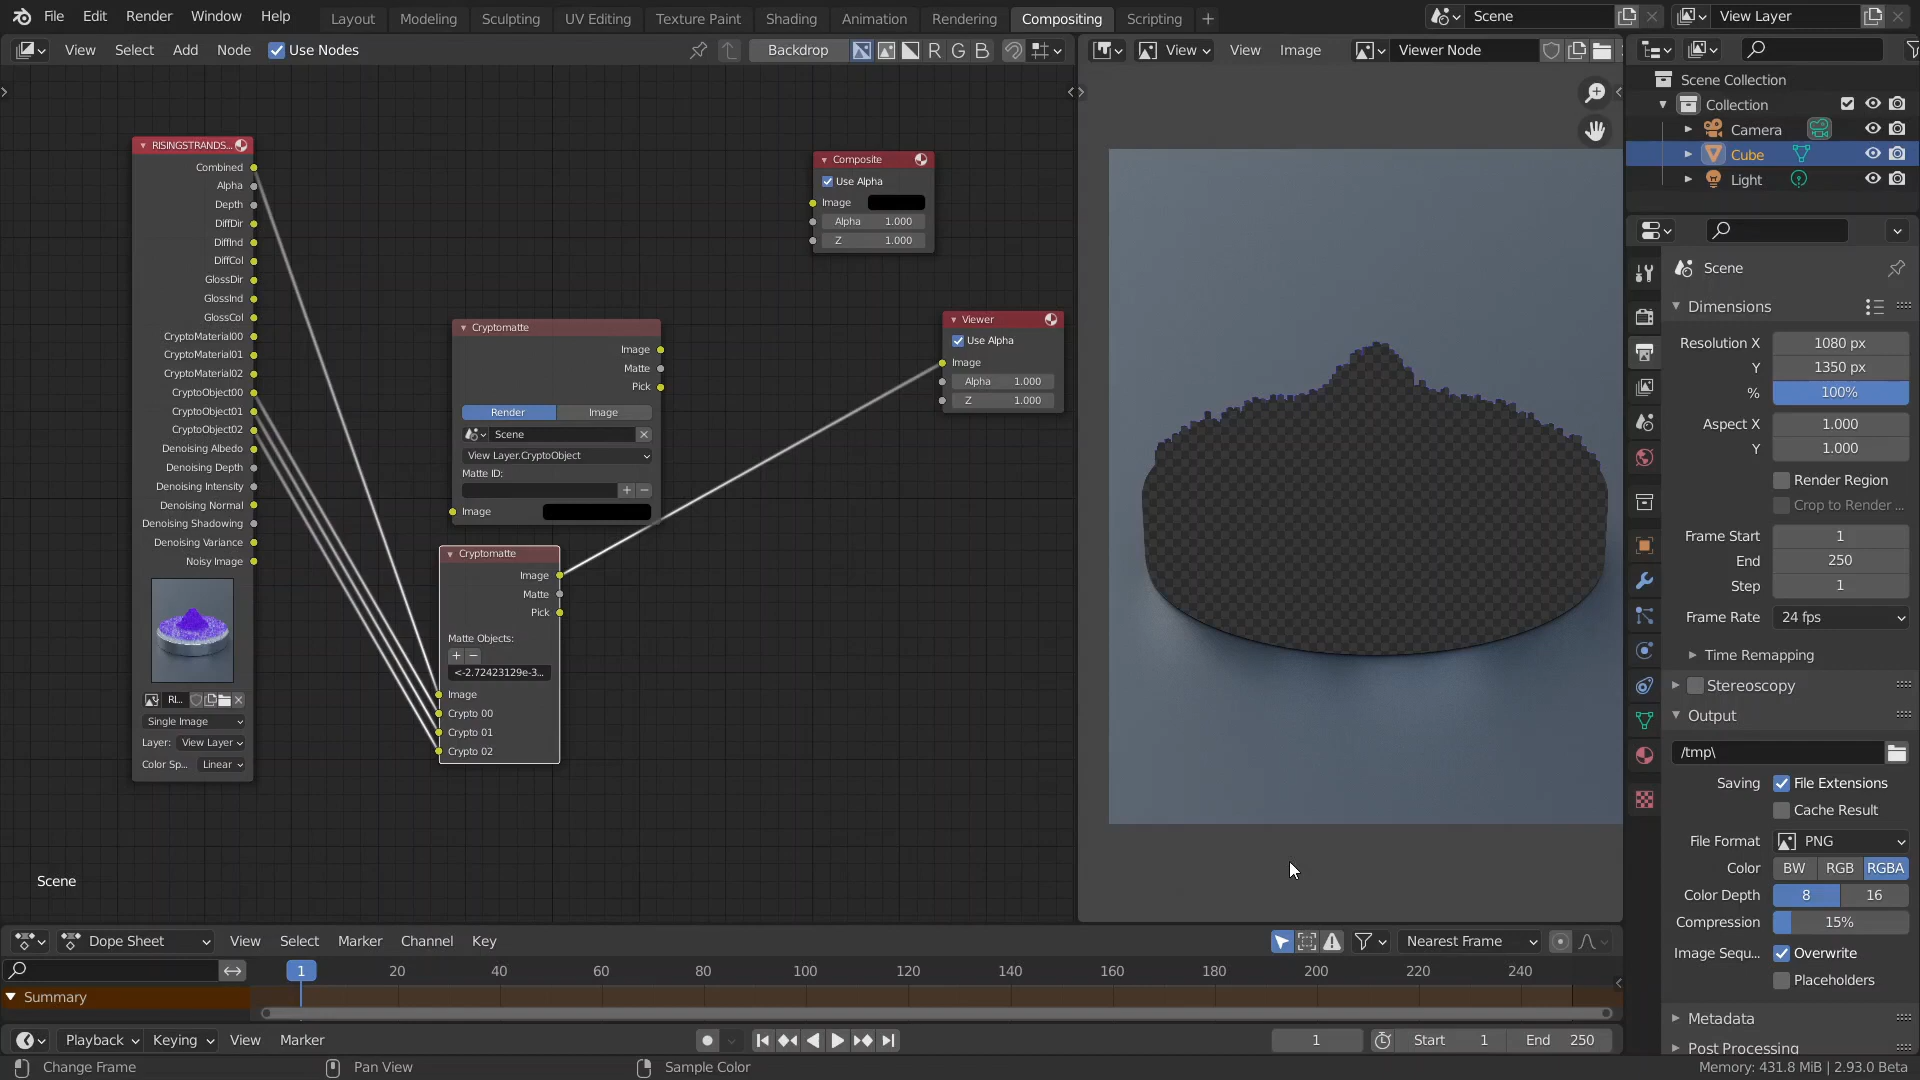 File Edit Render Window Help Layout Modeling Sculpting UV Editing Texture Paint Shading Animation Rendering Compositing Scripting + Scene View Layer
View Select Add Node Use Nodes Backdrop R G B View View Image Viewer Node
Scene Collection
Collection
Camera
Cube
Light
RISINGSTRANDS...
Combined
Alpha
Depth
DiffDir
DiffInd
DiffCol
GlossDir
GlossInd
GlossCol
CryptoMaterial00
CryptoMaterial01
CryptoMaterial02
CryptoObject00
CryptoObject01
CryptoObject02
Denoising Albedo
Denoising Depth
Denoising Intensity
Denoising Normal
Denoising Shadowing
Denoising Variance
Noisy Image
RI...
Single Image
Layer: View Layer
Color Sp... Linear
Cryptomatte
Image
Matte
Pick
Render Image
Scene
View Layer.CryptoObject
Matte ID:
Image
Cryptomatte
Image
Matte
Pick
Matte Objects:
<-2.72423129e-3...
Image
Crypto 00
Crypto 01
Crypto 02
Composite
Use Alpha
Image
Alpha 1.000
Z 1.000
Viewer
Use Alpha
Image
Alpha 1.000
Z 1.000
Scene
Scene
Dimensions
Resolution X 1080 px
Y 1350 px
% 100%
Aspect X 1.000
Y 1.000
Render Region
Crop to Render ...
Frame Start 1
End 250
Step 1
Frame Rate 24 fps
Time Remapping
Stereoscopy
Output
/tmp\
Saving File Extensions
Cache Result
File Format PNG
Color BW RGB RGBA
Color Depth 8 16
Compression 15%
Image Sequ... Overwrite
Placeholders
Metadata
Post Processing
Dope Sheet View Select Marker Channel Key Nearest Frame
1 20 40 60 80 100 120 140 160 180 200 220 240
Summary
Playback Keying View Marker 1 Start 1 End 250
Change Frame Pan View Sample Color Memory: 431.8 MiB | 2.93.0 Beta